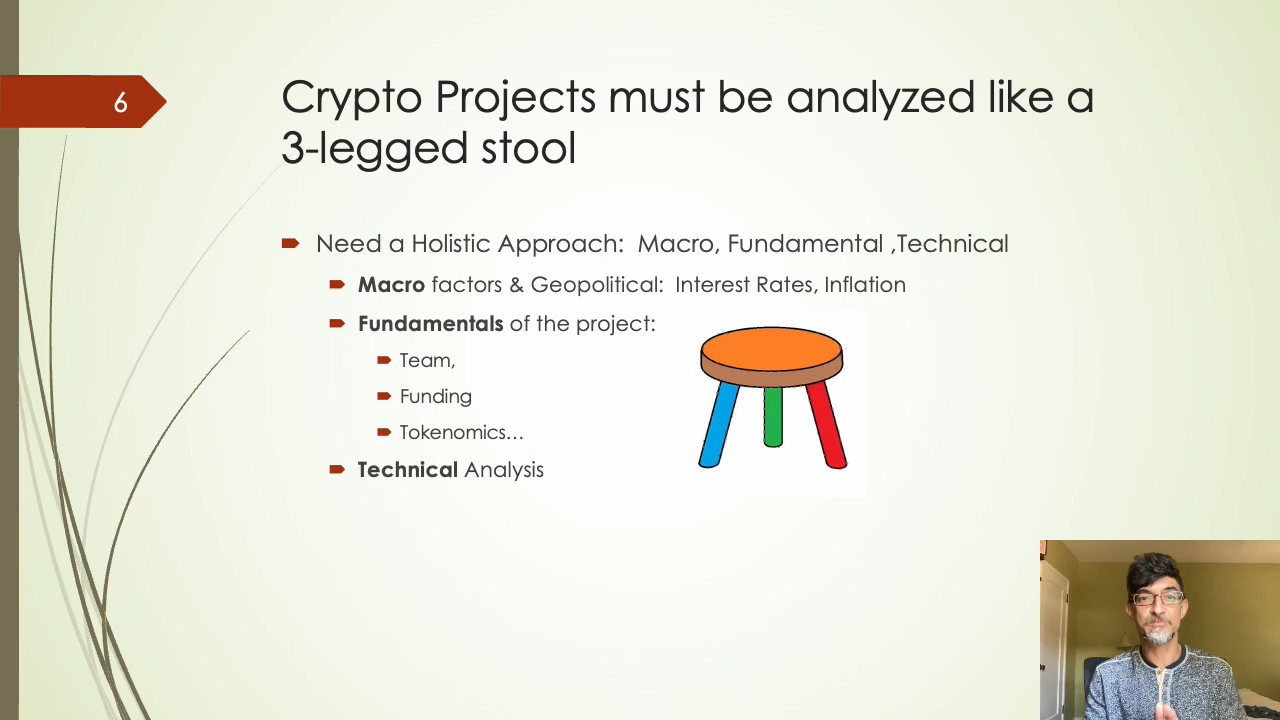 6
Crypto Projects must be analyzed like a
3-legged stool
Need a Holistic Approach: Macro, Fundamental ,Technical
Macro factors & Geopolitical: Interest Rates, Inflation
Fundamentals of the project:
Team,
Funding
Tokenomics…
Technical Analysis